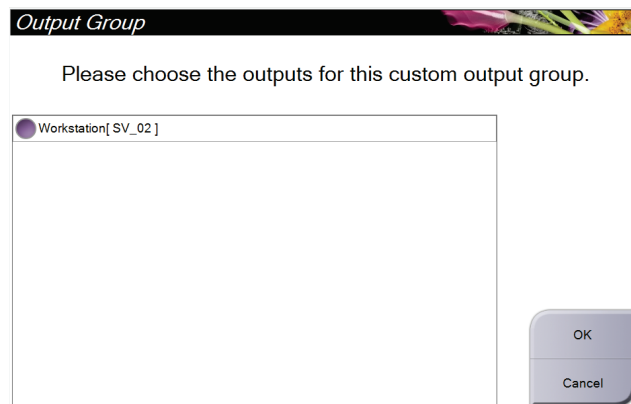 Output Group
Please choose the outputs for this custom output group.
Workstation[ SV_02 ]
OK
Cancel